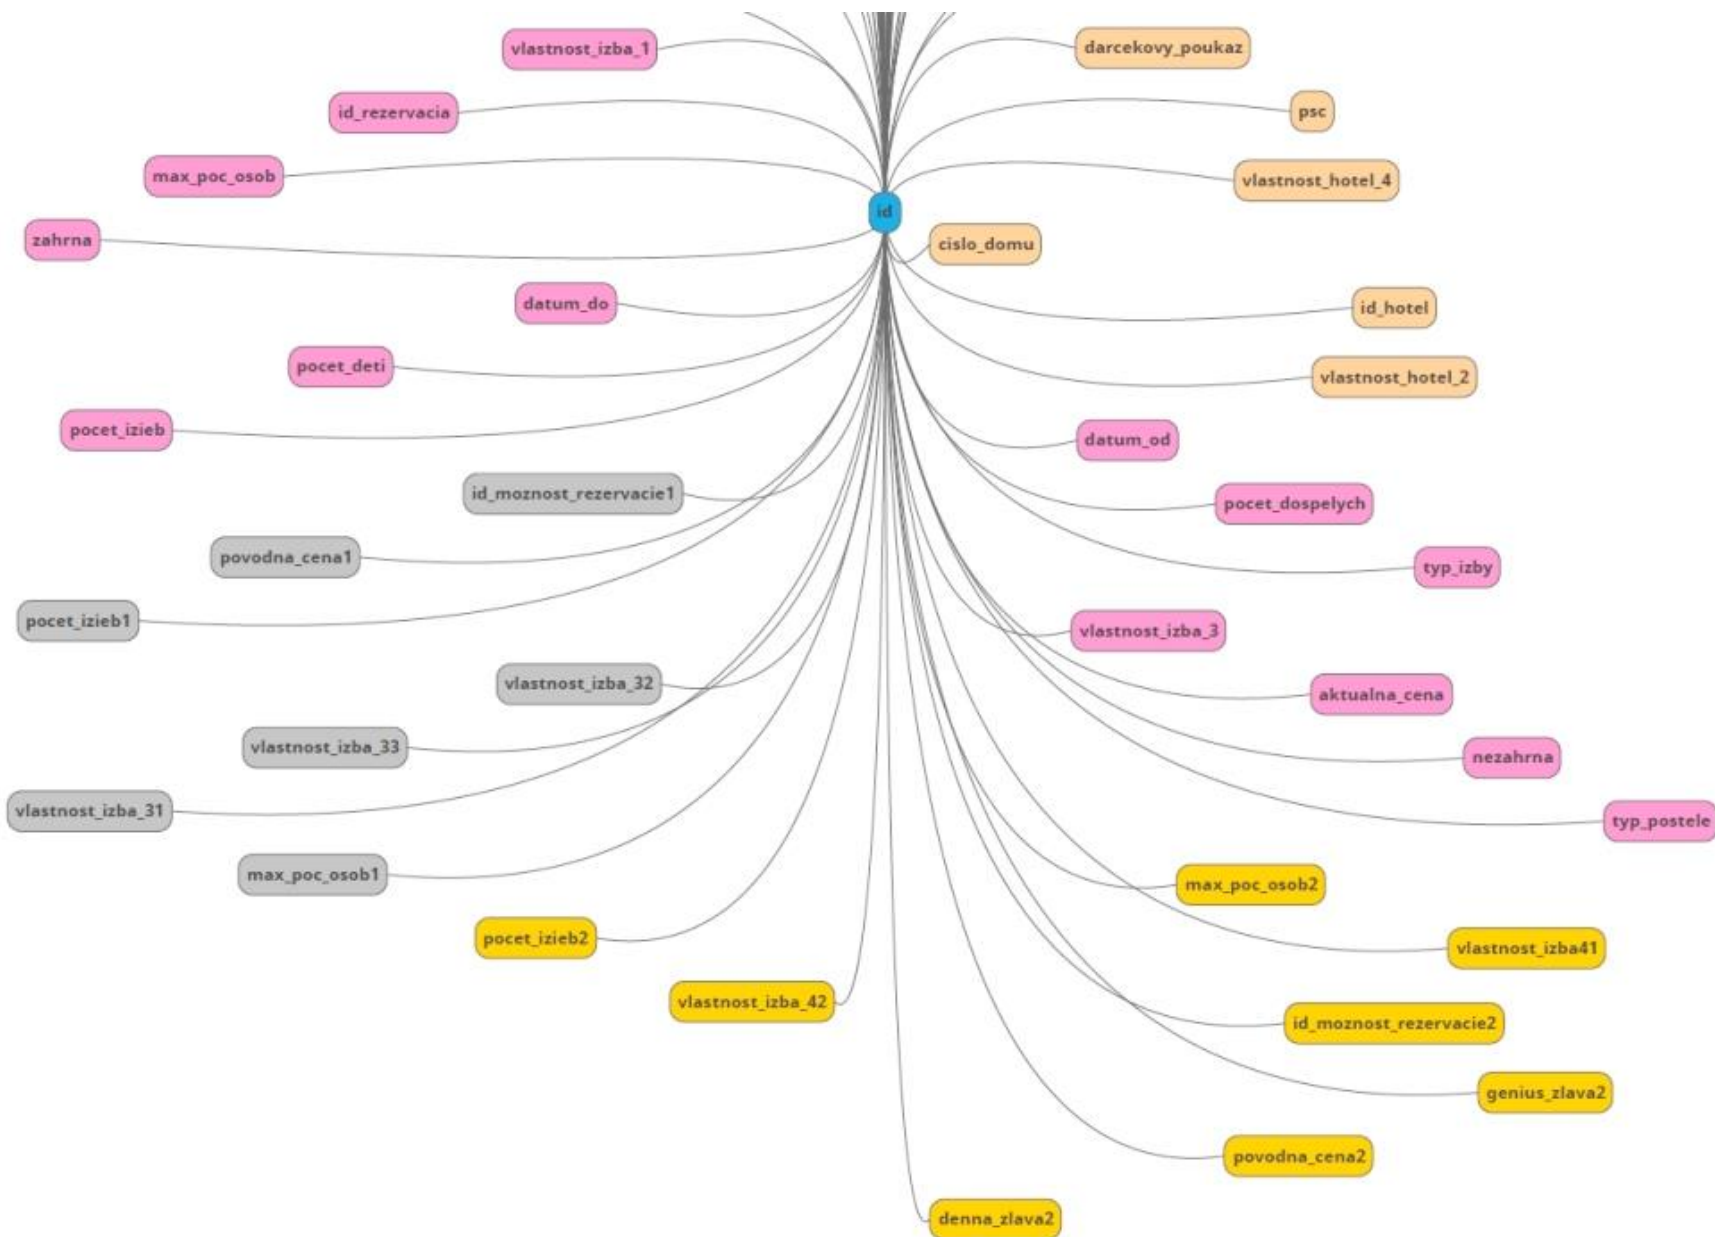 vlastnost_izba_1
darcekovy_poukaz
id_rezervacia
psc
max_poc_osob
vlastnost_hotel_4
id
zahrna
cislo_domu
datum_do
id_hotel
pocet_deti
vlastnost_hotel_2
pocet_izieb
datum_od
id_moznost_rezervacie1
pocet_dospelych
povodna_cena1
typ_izby
pocet_izieb1
vlastnost_izba_3
vlastnost_izba_32
aktualna_cena
vlastnost_izba_33
nezahrna
vlastnost_izba_31
typ_postele
max_poc_osob1
max_poc_osob2
pocet_izieb2
vlastnost_izba41
vlastnost_izba_42
id_moznost_rezervacie2
genius_zlava2
povodna_cena2
denna_zlava2